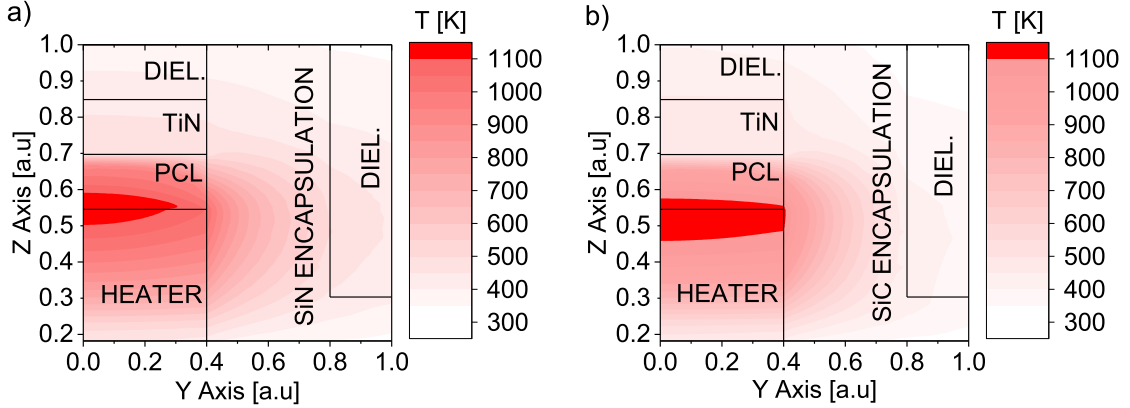 a)
T [K]
1.0
0.9
0.8
0.7
0.6
0.5
0.4
0.3
0.2
Z Axis [a.u]
0.0
0.2
0.4
0.6
0.8
1.0
Y Axis [a.u]
DIEL.
TiN
PCL
HEATER
SiN ENCAPSULATION
DIEL.
1100
1000
900
800
700
600
500
400
300
b)
T [K]
1.0
0.9
0.8
0.7
0.6
0.5
0.4
0.3
0.2
Z Axis [a.u]
0.0
0.2
0.4
0.6
0.8
1.0
Y Axis [a.u]
DIEL.
TiN
PCL
HEATER
SiC ENCAPSULATION
DIEL.
1100
1000
900
800
700
600
500
400
300